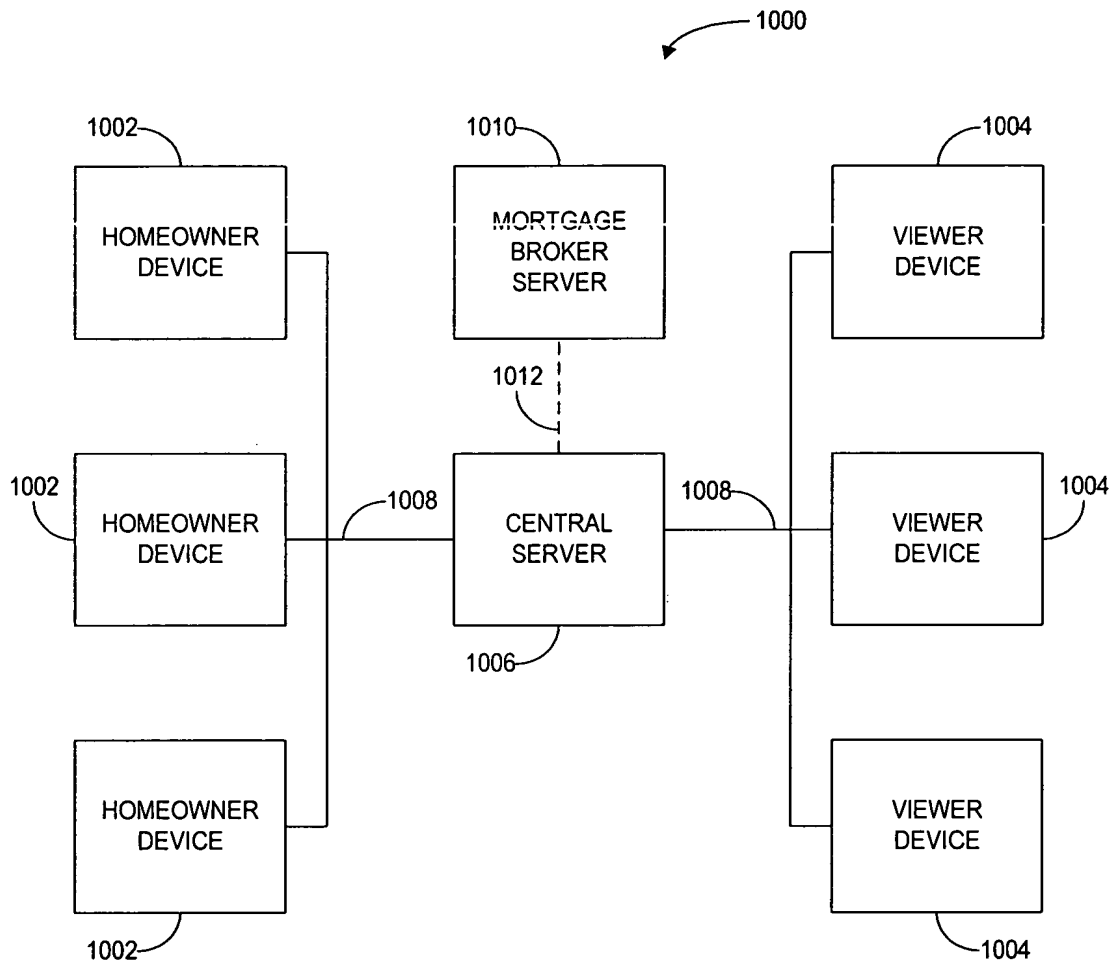 1000
1002
1010
1004
HOMEOWNER
DEVICE
MORTGAGE
BROKER
SERVER
VIEWER
DEVICE
1012
1002
HOMEOWNER
DEVICE
1008
CENTRAL
SERVER
1008
VIEWER
DEVICE
1004
1006
HOMEOWNER
DEVICE
VIEWER
DEVICE
1002
1004